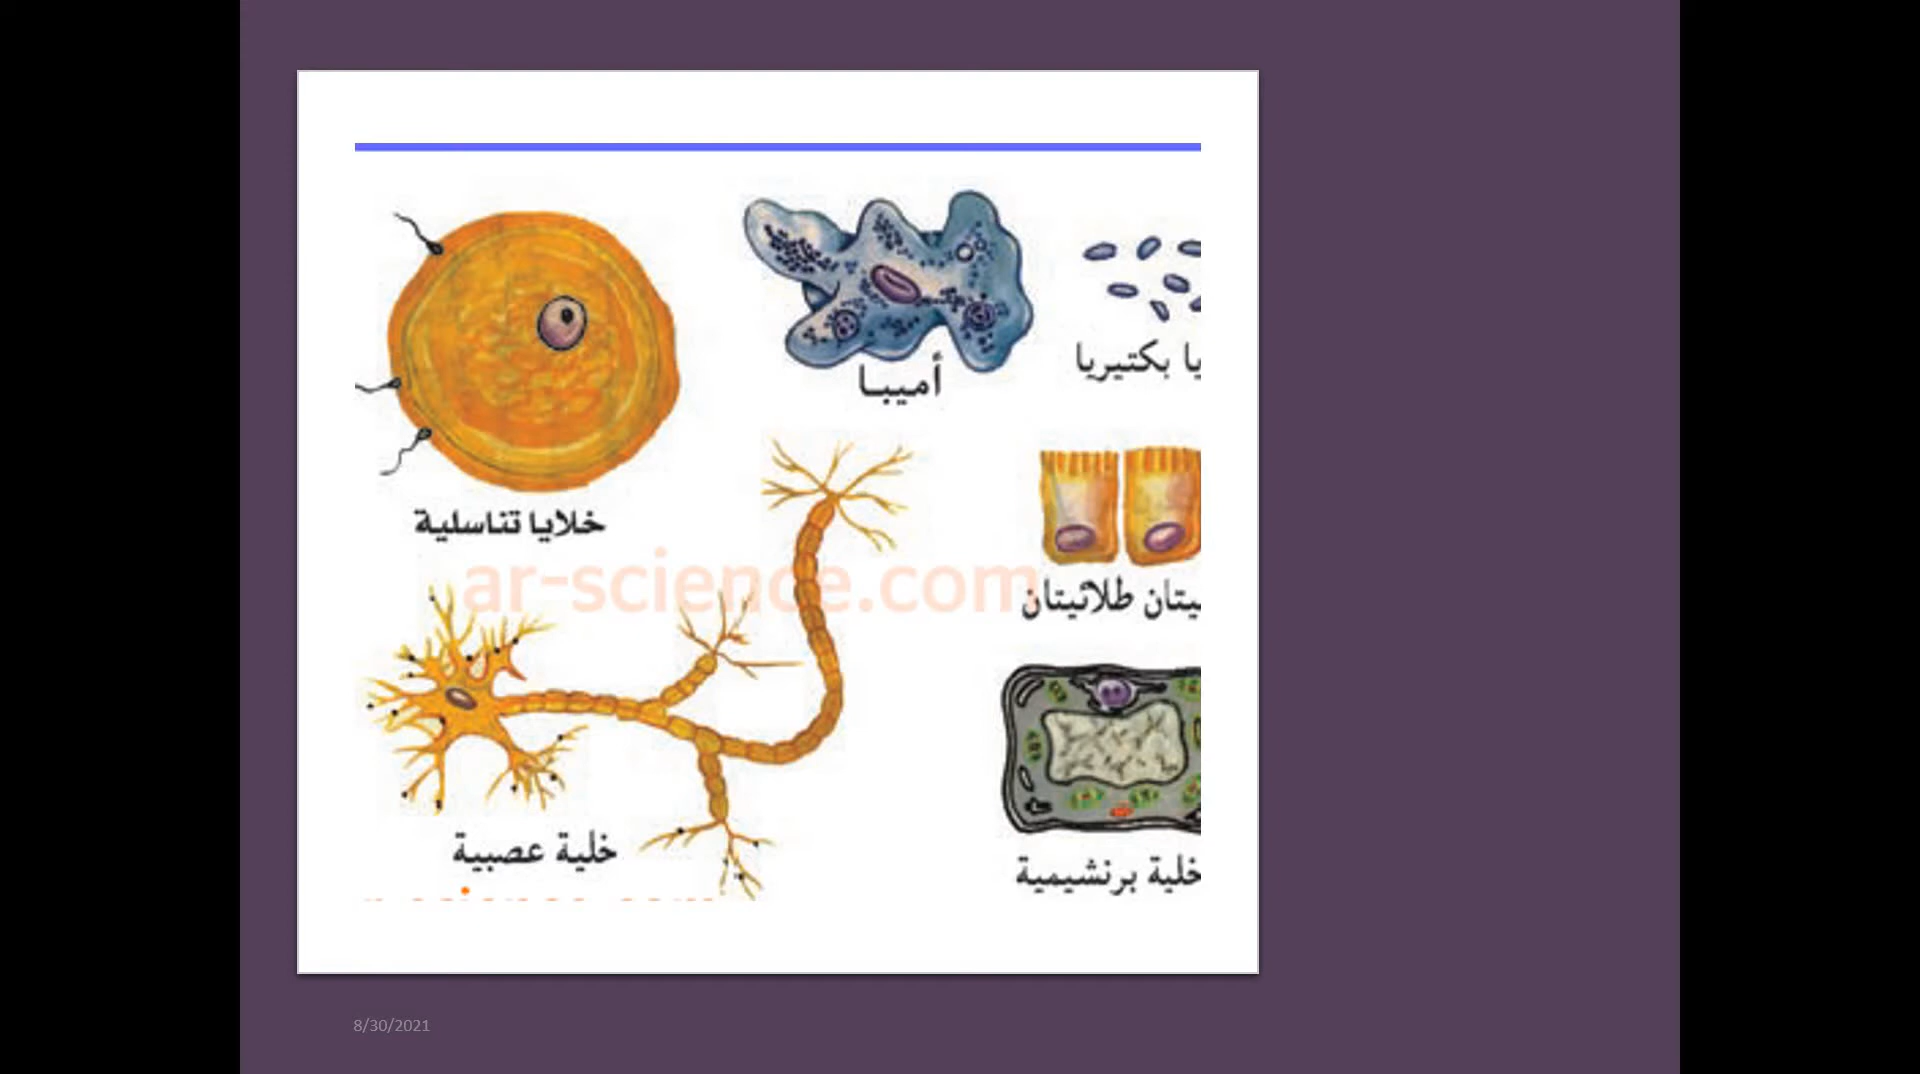 أميبا
بكتيريا
خلايا تناسلية
ar-science.com
طلائيتان
خلية عصبية
خلية برنشيمية
8/30/2021